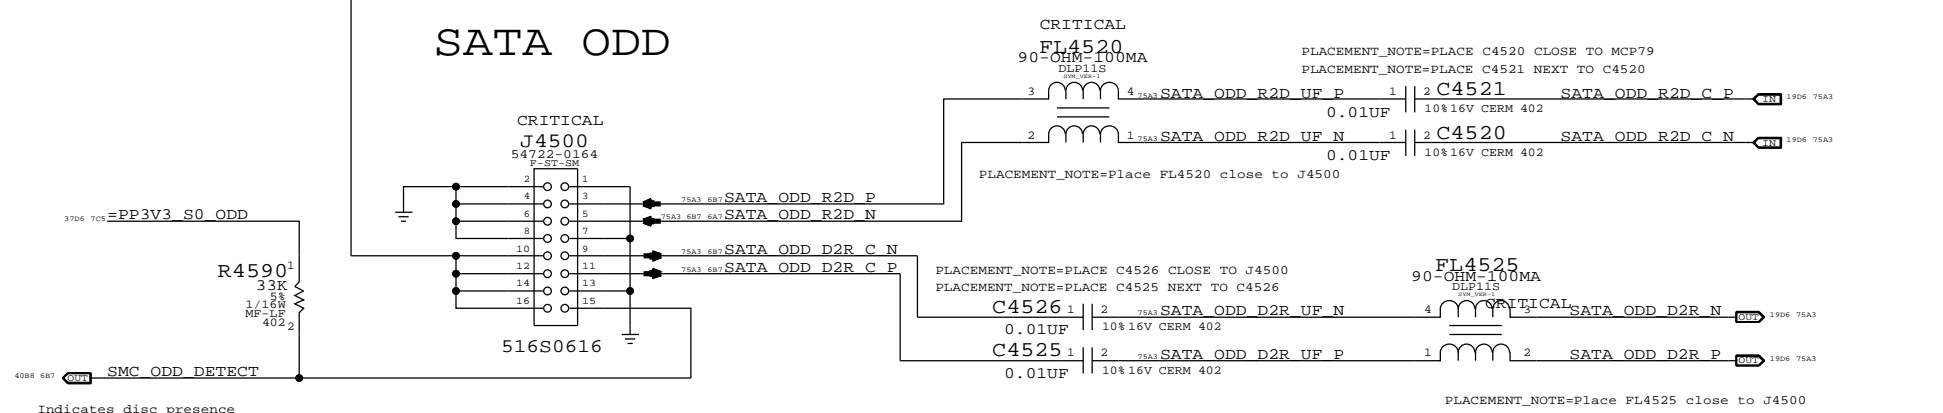 SATA ODD
CRITICAL
FL4520
90-OHM-100MA
DLP11S
SYM_VER-1
PLACEMENT_NOTE=PLACE C4520 CLOSE TO MCP79
PLACEMENT_NOTE=PLACE C4521 NEXT TO C4520
3
4
75A3
SATA_ODD_R2D_UF_P
1
2
C4521
0.01UF
10% 16V CERM 402
SATA_ODD_R2D_C_P
IN
19D6 75A3
2
1
75A3
SATA_ODD_R2D_UF_N
1
2
C4520
0.01UF
10% 16V CERM 402
SATA_ODD_R2D_C_N
IN
19D6 75A3
PLACEMENT_NOTE=Place FL4520 close to J4500
CRITICAL
J4500
54722-0164
F-ST-SM
2 1
4 3
6 5
8 7
10 9
12 11
14 13
16 15
516S0616
75A3 6B7
SATA_ODD_R2D_P
75A3 6B7 6A7
SATA_ODD_R2D_N
75A3 6B7
SATA_ODD_D2R_C_N
75A3 6B7
SATA_ODD_D2R_C_P
37D6 7C5
=PP3V3_S0_ODD
R4590
1
33K
5%
1/16W
MF-LF
402
2
40B8 6B7
OUT
SMC_ODD_DETECT
Indicates disc presence
PLACEMENT_NOTE=PLACE C4526 CLOSE TO J4500
PLACEMENT_NOTE=PLACE C4525 NEXT TO C4526
C4526
1
2
0.01UF
10% 16V CERM 402
75A3
SATA_ODD_D2R_UF_N
C4525
1
2
0.01UF
10% 16V CERM 402
75A3
SATA_ODD_D2R_UF_P
FL4525
90-OHM-100MA
DLP11S
SYM_VER-1
CRITICAL
4
3
SATA_ODD_D2R_N
OUT
19D6 75A3
1
2
SATA_ODD_D2R_P
OUT
19D6 75A3
PLACEMENT_NOTE=Place FL4525 close to J4500